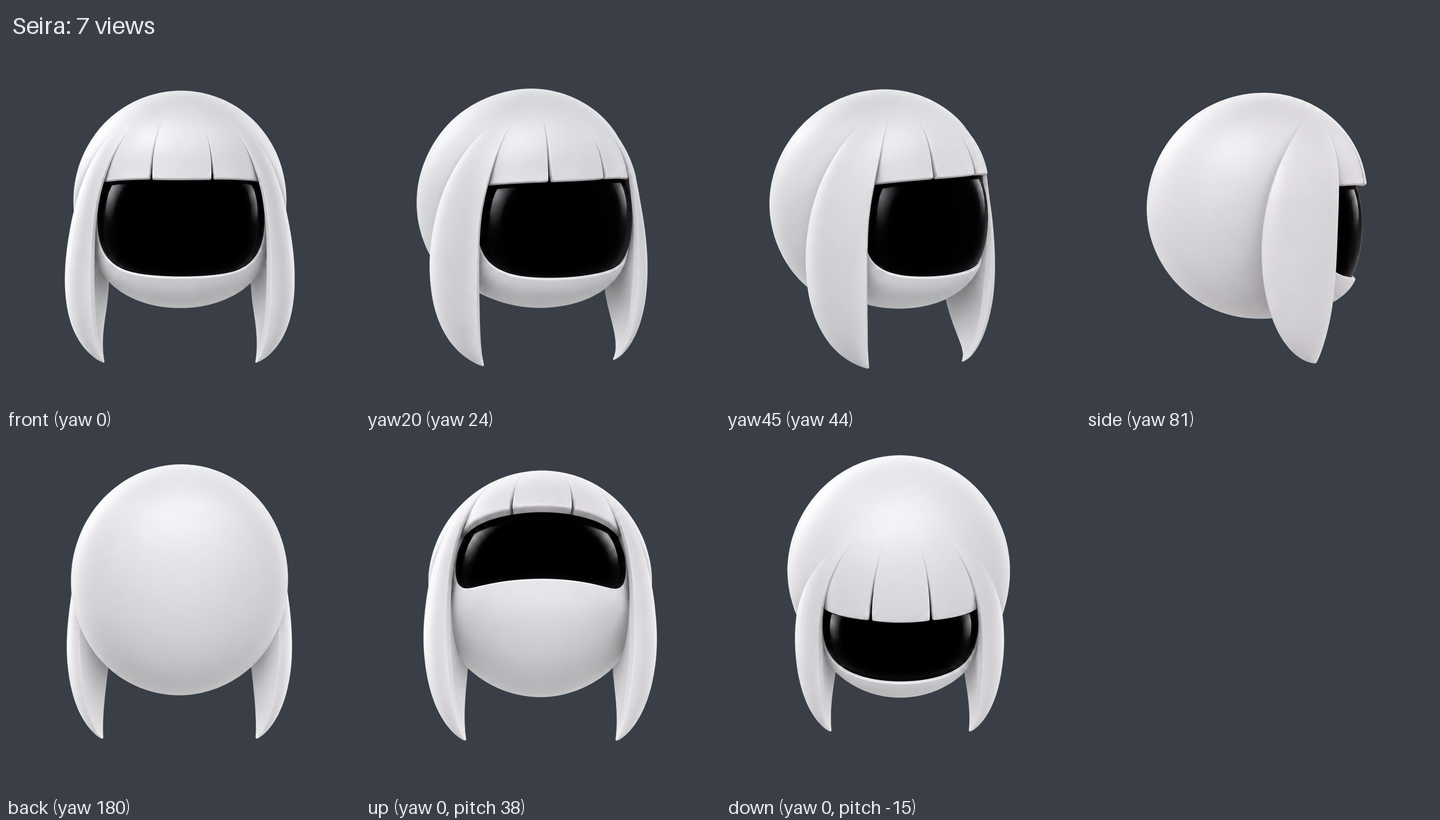 Seira: 7 views
front (yaw 0)
yaw20 (yaw 24)
yaw45 (yaw 44)
side (yaw 81)
back (yaw 180)
up (yaw 0, pitch 38)
down (yaw 0, pitch -15)